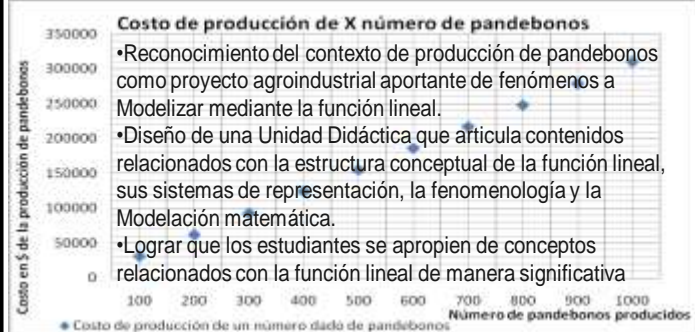 Costo de producción de X número de pandebonos
350000
300000
250000
200000
150000
100000
50000
0
Costo en $ de la producción de pandebonos
•Reconocimiento del contexto de producción de pandebonos
como proyecto agroindustrial aportante de fenómenos a
Modelizar mediante la función lineal.
•Diseño de una Unidad Didáctica que articula contenidos
relacionados con la estructura conceptual de la función lineal,
sus sistemas de representación, la fenomenología y la
Modelación matemática.
•Lograr que los estudiantes se apropien de conceptos
relacionados con la función lineal de manera significativa
100 200 300 400 500 600 700 800 900 1000
Número de pandebonos producidos
Costo de producción de un número dado de pandebonos